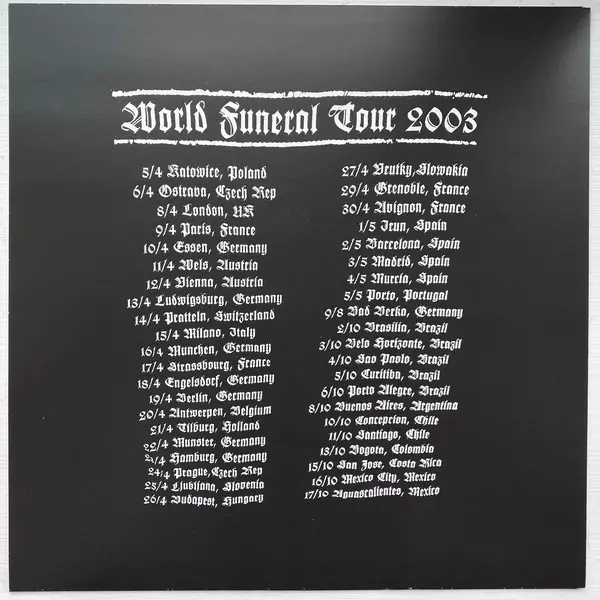 World Funeral Tour 2003
5/4 Katowice, Poland
6/4 Ostrava, Czech Rep
8/4 London, UK
9/4 Paris, France
10/4 Essen, Germany
11/4 Wels, Austria
12/4 Vienna, Austria
13/4 Ludwigsburg, Germany
14/4 Pratteln, Switzerland
15/4 Milano, Italy
16/4 Munchen, Germany
17/4 Strassbourg, France
18/4 Engelsdorf, Germany
19/4 Berlin, Germany
20/4 Antwerpen, Belgium
21/4 Tilburg, Holland
22/4 Munster, Germany
23/4 Hamburg, Germany
24/4 Prague, Czech Rep
25/4 Ljubljana, Slovenia
26/4 Budapest, Hungary
27/4 Vrutky, Slovakia
29/4 Grenoble, France
30/4 Avignon, France
1/5 Irun, Spain
2/5 Barcelona, Spain
3/5 Madrid, Spain
4/5 Murcia, Spain
5/5 Porto, Portugal
9/8 Bad Berka, Germany
2/10 Brasilia, Brazil
3/10 Belo Horizonte, Brazil
4/10 Sao Paolo, Brazil
5/10 Curitiba, Brazil
6/10 Porto Alegre, Brazil
8/10 Buenos Aires, Argentina
10/10 Concepcion, Chile
11/10 Santiago, Chile
13/10 Bogota, Colombia
15/10 San Jose, Costa Rica
16/10 Mexico City, Mexico
17/10 Aguascalientes, Mexico